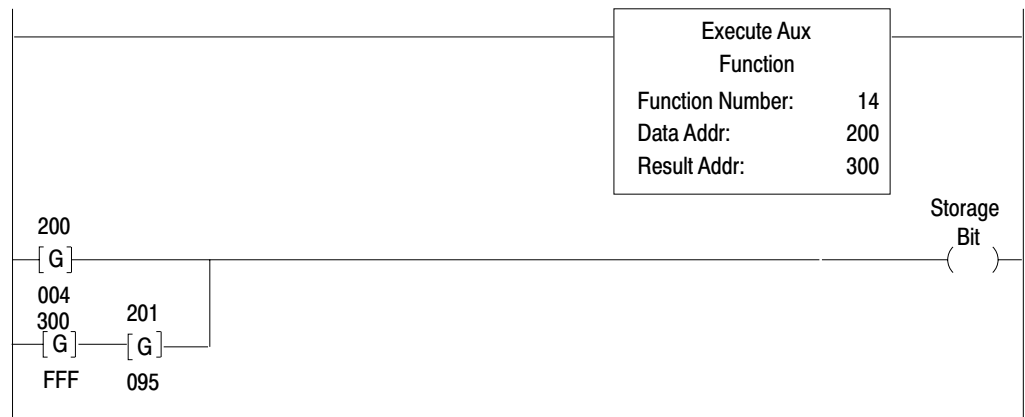 Execute Aux
Function
Function Number: 14
Data Addr: 200
Result Addr: 300
Storage
Bit
200
G
004
300
201
G
G
FFF
095